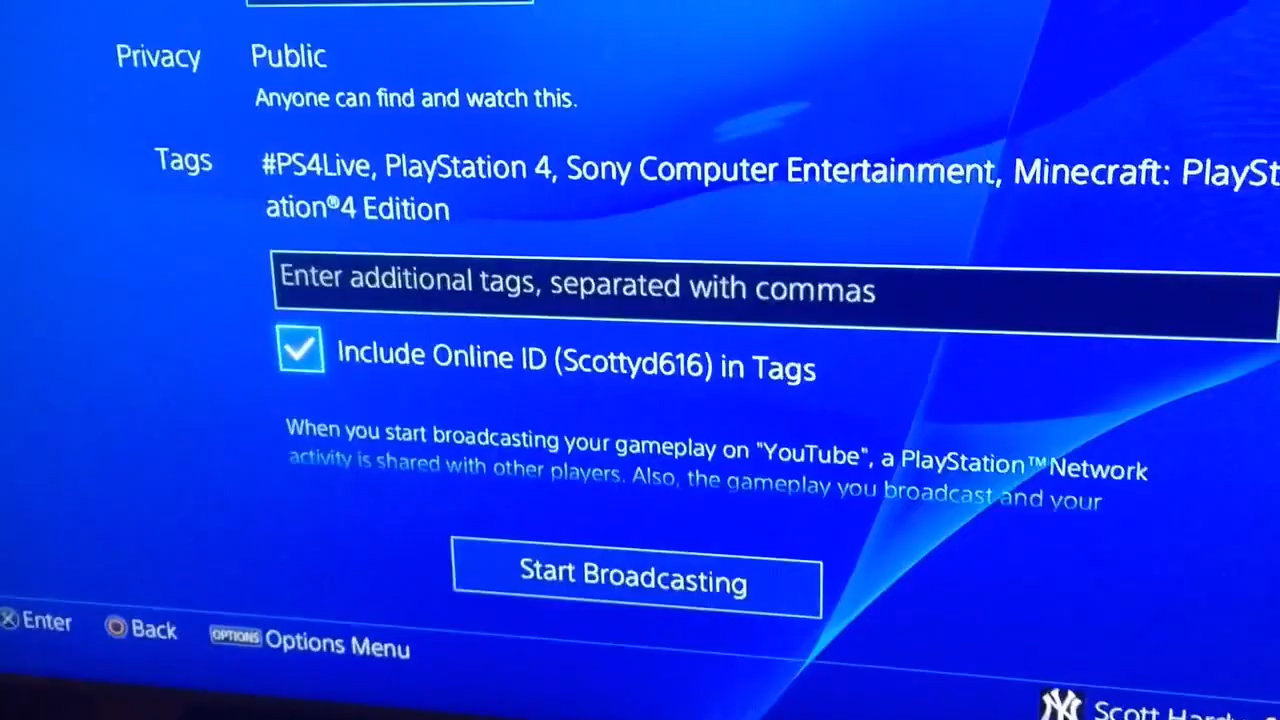 Privacy Public
Anyone can find and watch this.
Tags #PS4Live, PlayStation 4, Sony Computer Entertainment, Minecraft: PlaySt
ation®4 Edition
Enter additional tags, separated with commas
Include Online ID (Scottyd616) in Tags
When you start broadcasting your gameplay on "YouTube", a PlayStation™Network
activity is shared with other players. Also, the gameplay you broadcast and your
Start Broadcasting
Enter Back OPTIONS Options Menu
NY Scott